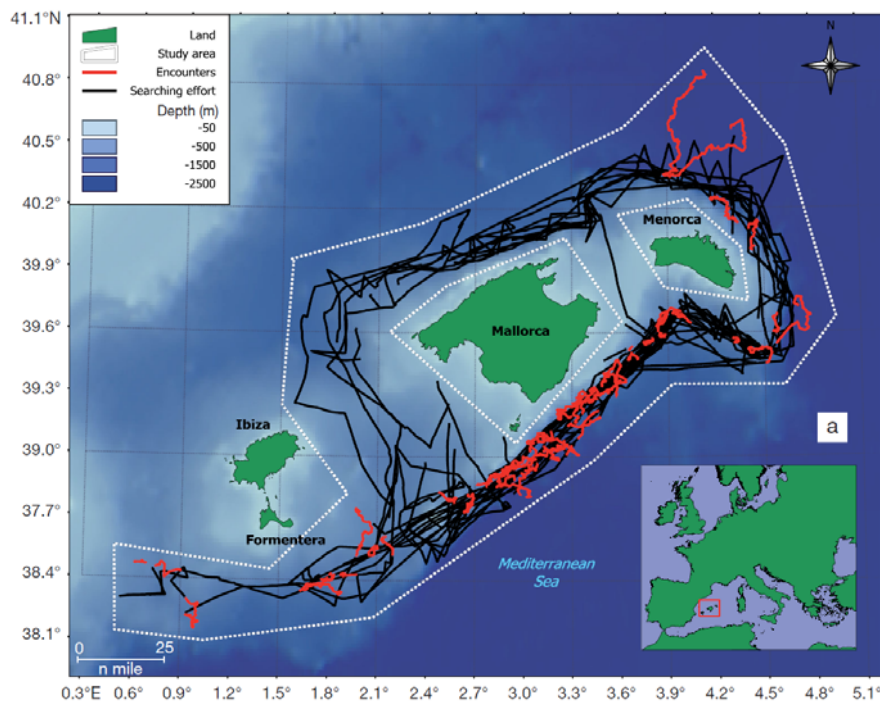 41.1°N
40.8°
40.5°
40.2°
39.9°
39.6°
39.3°
39.0°
37.7°
38.4°
38.1°
Land
Study area
Encounters
Searching effort
Depth (m)
-50
-500
-1500
-2500
Menorca
Mallorca
Ibiza
Formentera
a
Mediterranean
Sea
0 25
n mile
0.3°E 0.6° 0.9° 1.2° 1.5° 1.8° 2.1° 2.4° 2.7° 3.0° 3.3° 3.6° 3.9° 4.2° 4.5° 4.8° 5.1°